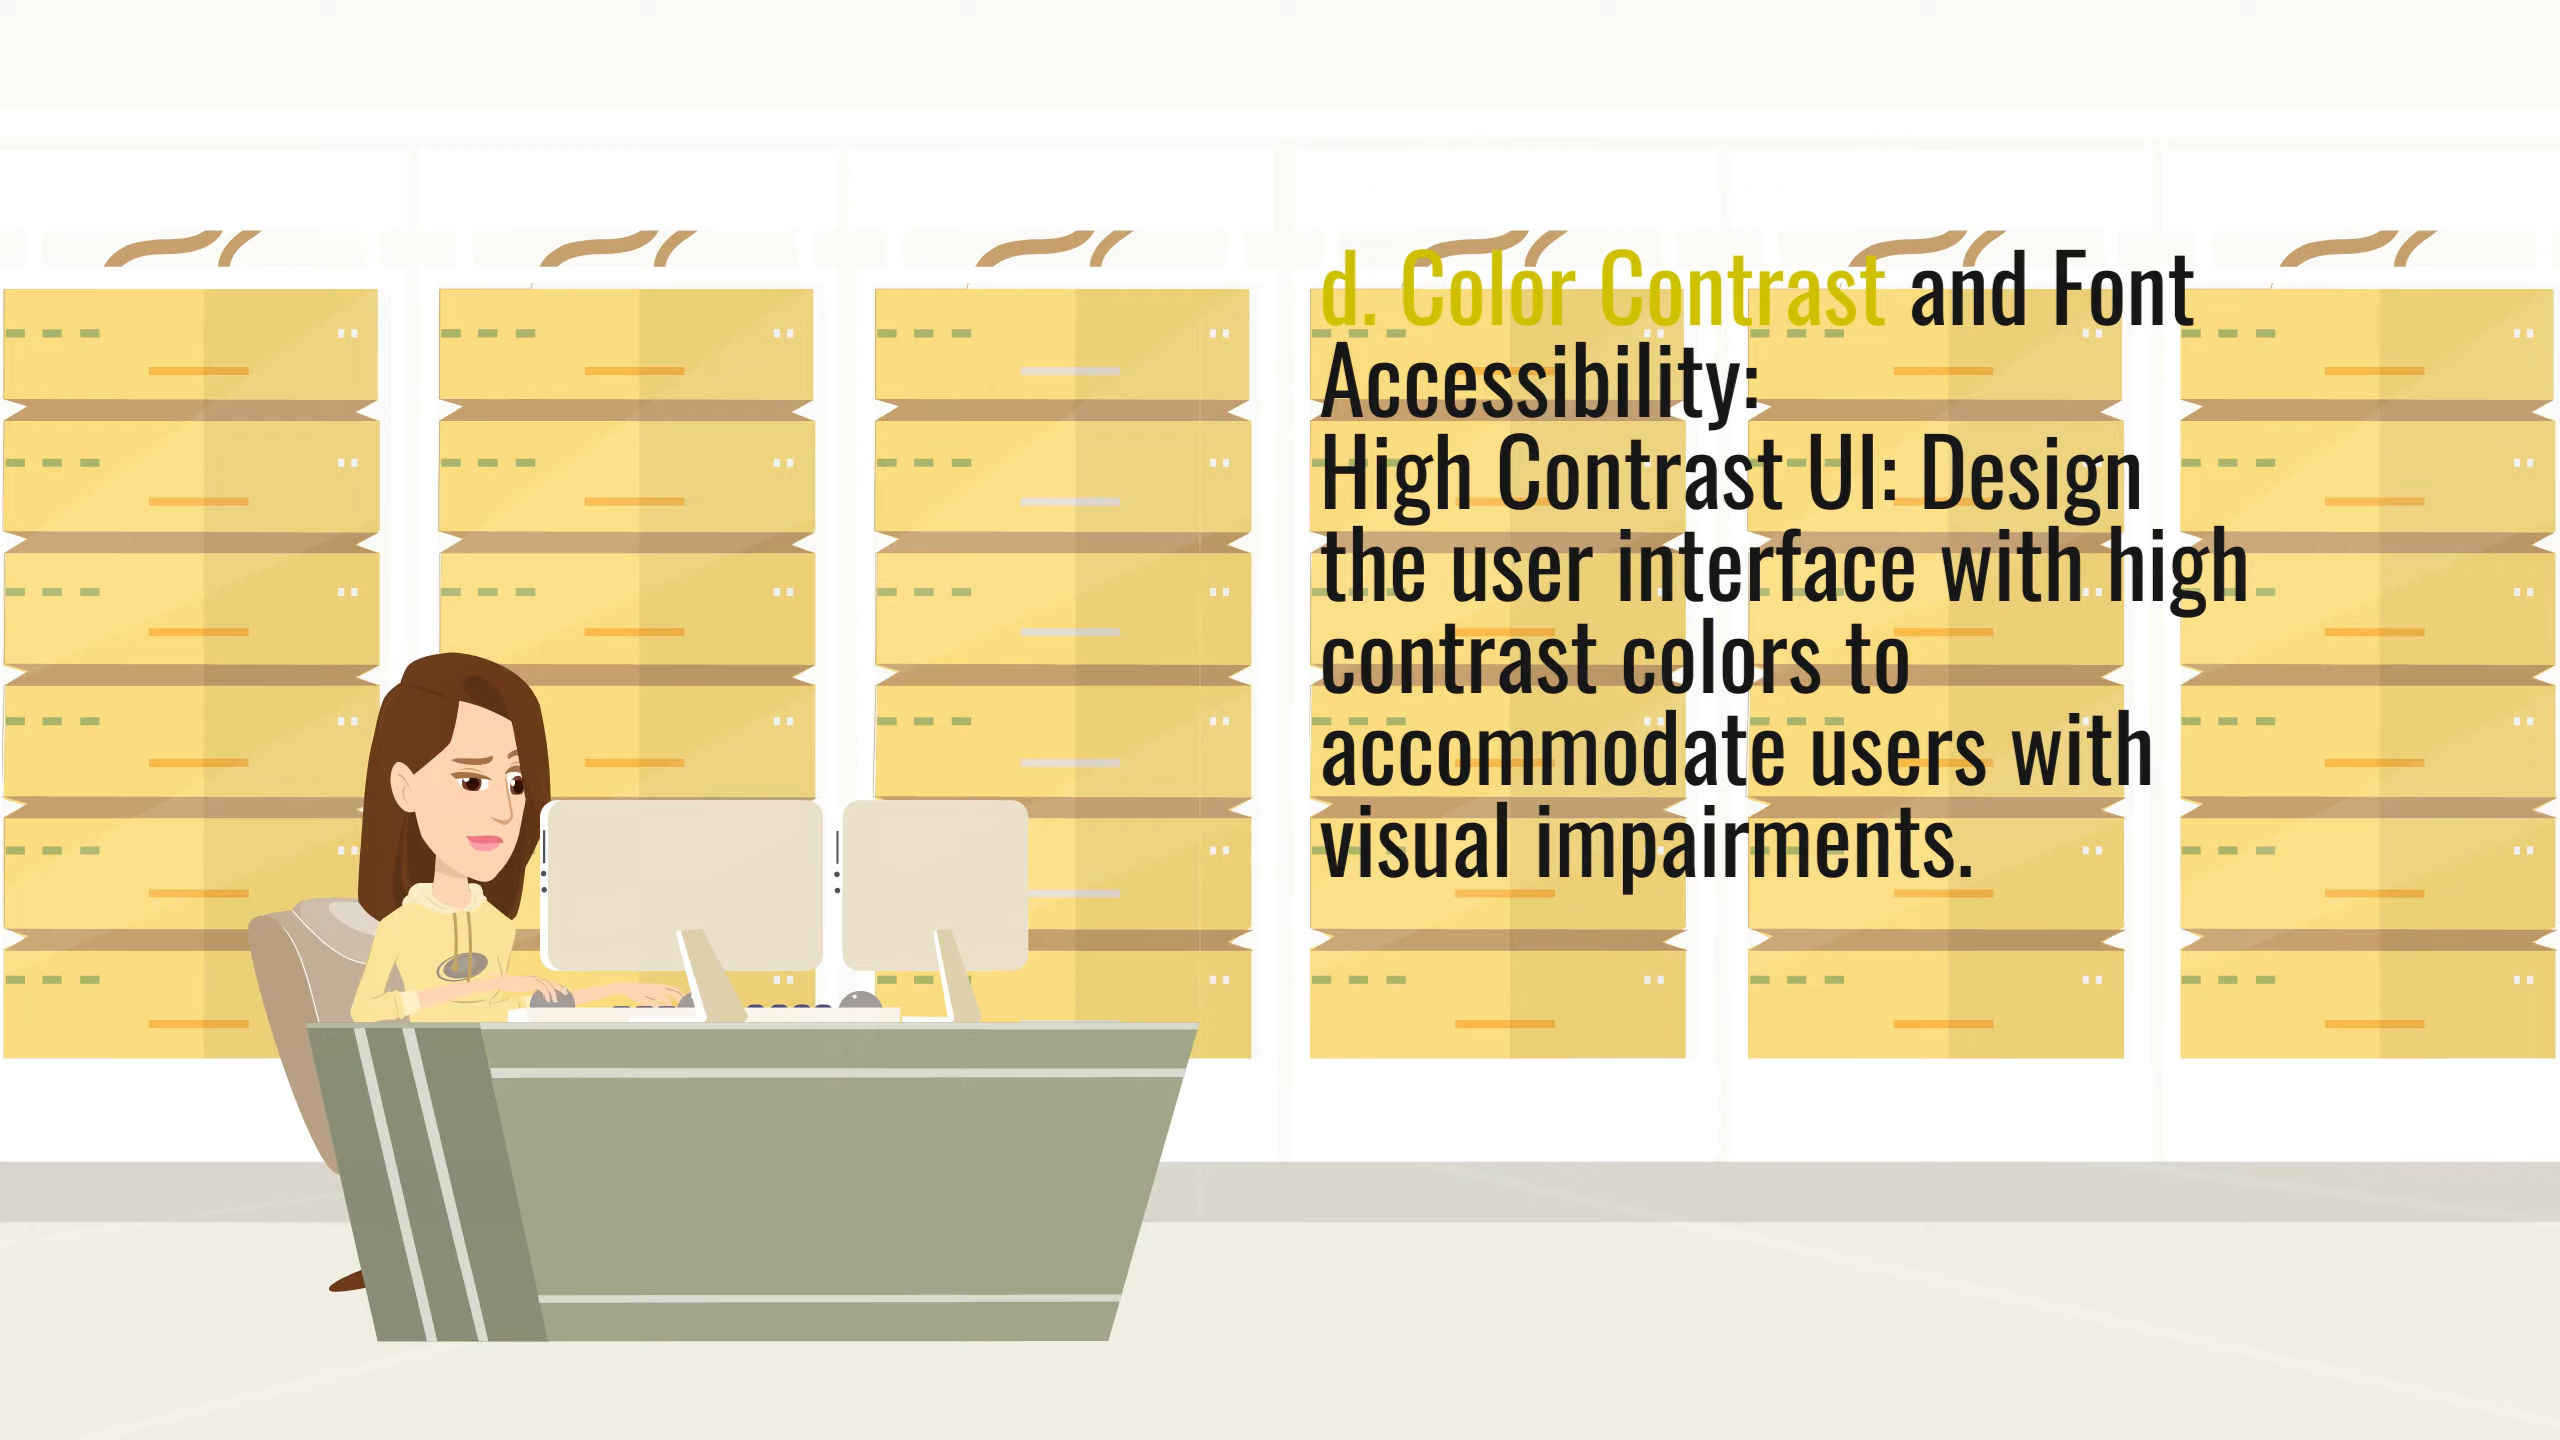 d. Color Contrast and Font
Accessibility:
High Contrast UI: Design
the user interface with high
contrast colors to
accommodate users with
visual impairments.